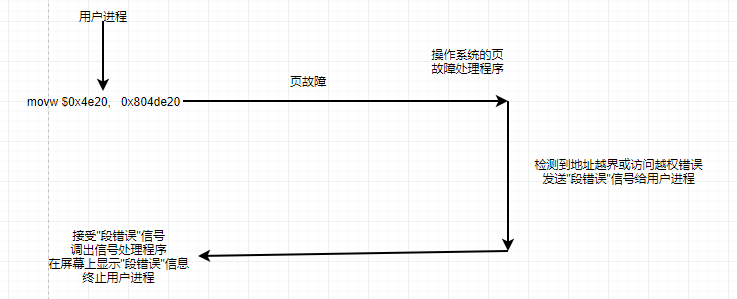 用户进程
操作系统的页
故障处理程序
页故障
movw $0x4e20, 0x804de20
检测到地址越界或访问越权错误
发送"段错误"信号给用户进程
接受"段错误"信号
调出信号处理程序
在屏幕上显示"段错误"信息
终止用户进程